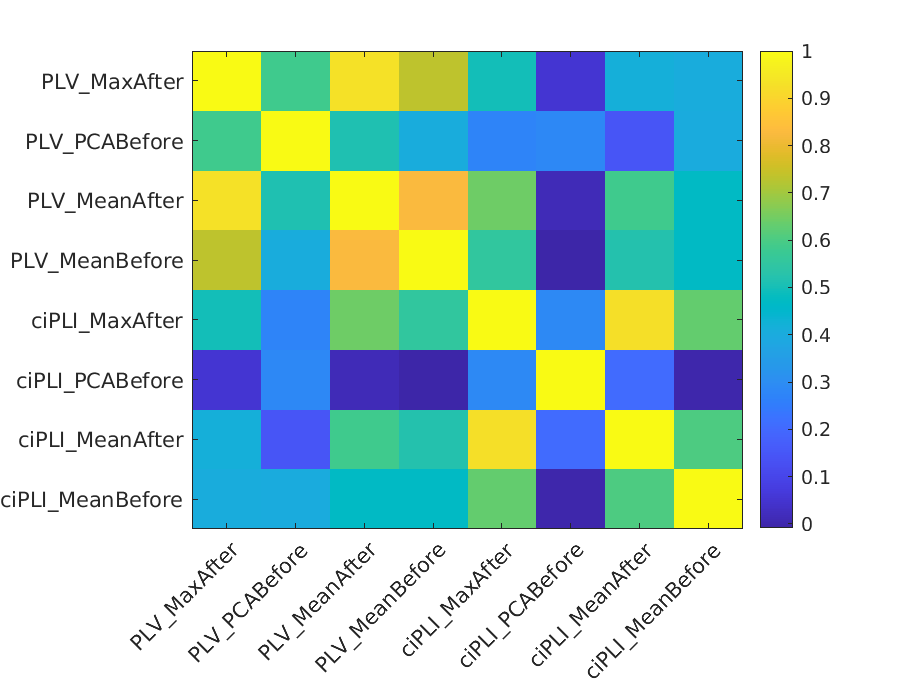 PLV_MaxAfter
PLV_PCABefore
PLV_MeanAfter
PLV_MeanBefore
ciPLI_MaxAfter
ciPLI_PCABefore
ciPLI_MeanAfter
ciPLI_MeanBefore
PLV_MaxAfter
PLV_PCABefore
PLV_MeanAfter
PLV_MeanBefore
ciPLI_MaxAfter
ciPLI_PCABefore
ciPLI_MeanAfter
ciPLI_MeanBefore
1
0.9
0.8
0.7
0.6
0.5
0.4
0.3
0.2
0.1
0